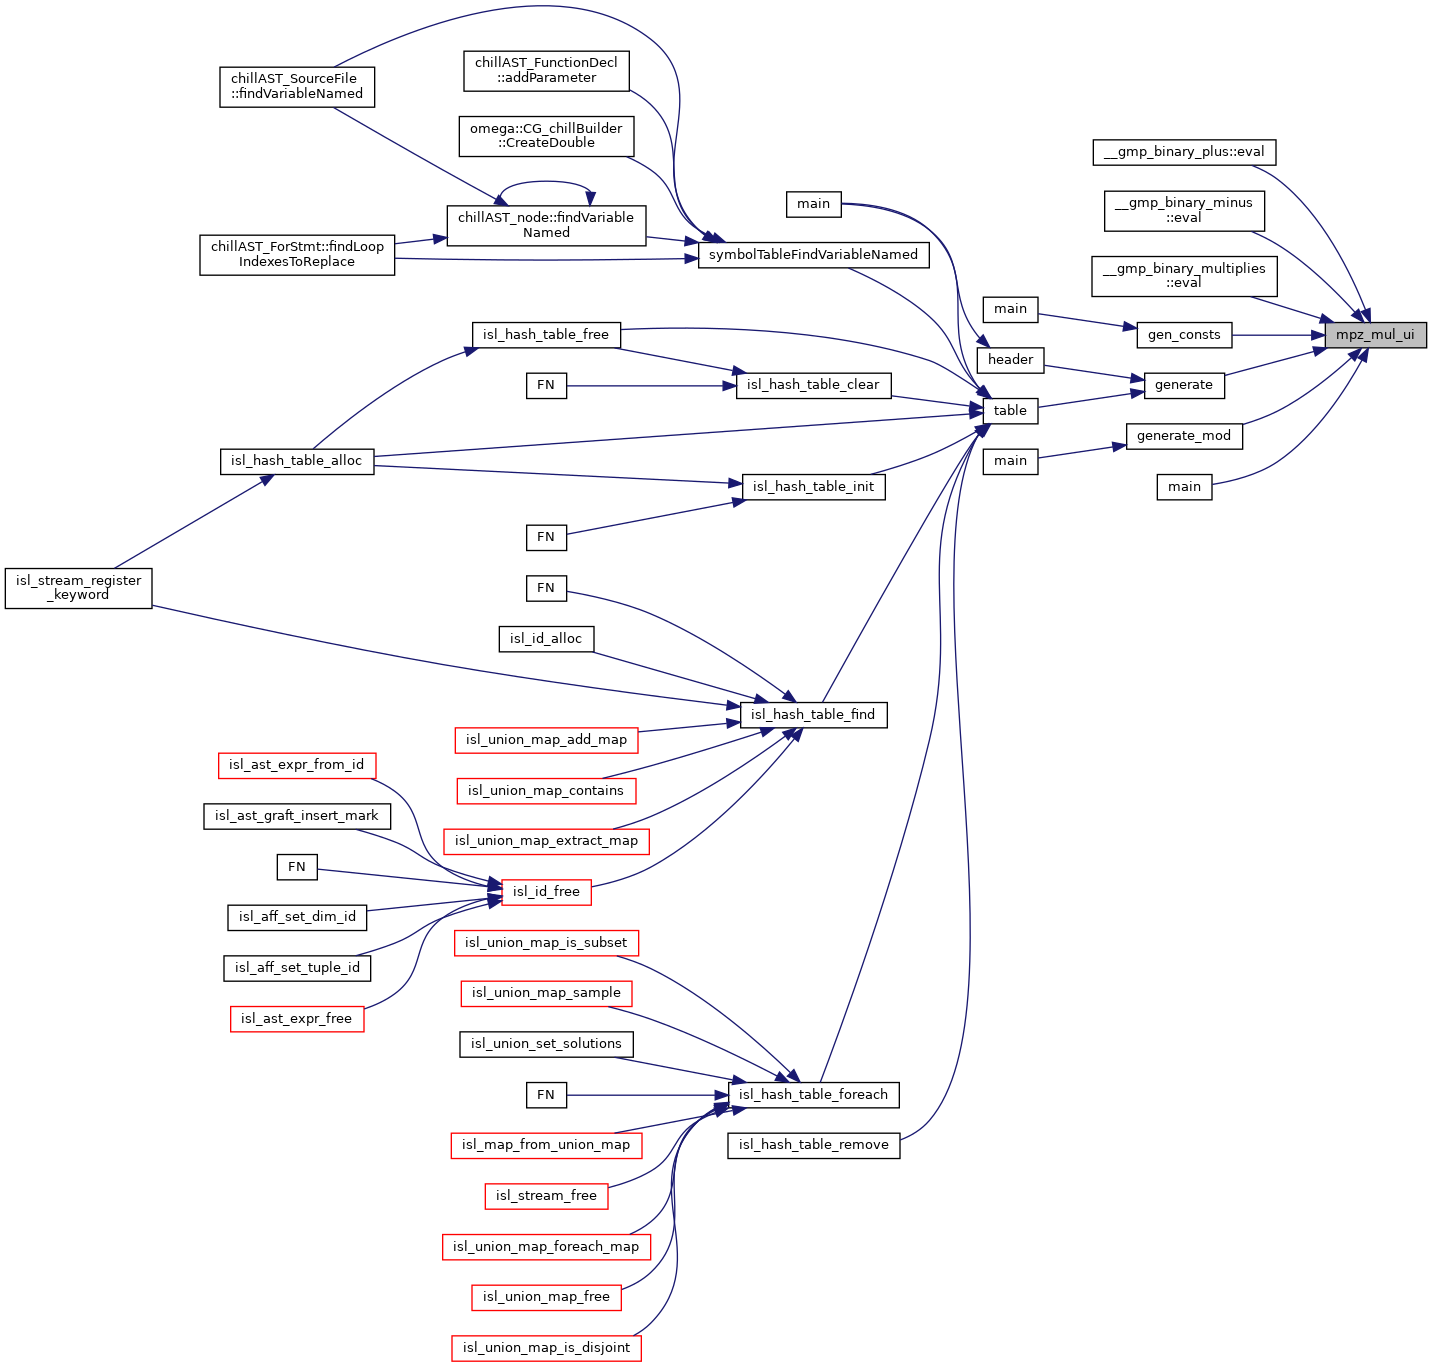 chillAST_SourceFile
::findVariableNamed
chillAST_FunctionDecl
::addParameter
omega::CG_chillBuilder
::CreateDouble
chillAST_node::findVariable
Named
chillAST_ForStmt::findLoop
IndexesToReplace
main
symbolTableFindVariableNamed
__gmp_binary_plus::eval
__gmp_binary_minus
::eval
__gmp_binary_multiplies
::eval
main
gen_consts
mpz_mul_ui
header
generate
table
generate_mod
main
main
isl_hash_table_free
FN
isl_hash_table_clear
isl_hash_table_alloc
isl_hash_table_init
FN
isl_stream_register
_keyword
FN
isl_id_alloc
isl_hash_table_find
isl_union_map_add_map
isl_union_map_contains
isl_union_map_extract_map
isl_ast_expr_from_id
isl_ast_graft_insert_mark
FN
isl_id_free
isl_aff_set_dim_id
isl_aff_set_tuple_id
isl_ast_expr_free
isl_union_map_is_subset
isl_union_map_sample
isl_union_set_solutions
FN
isl_hash_table_foreach
isl_map_from_union_map
isl_hash_table_remove
isl_stream_free
isl_union_map_foreach_map
isl_union_map_free
isl_union_map_is_disjoint